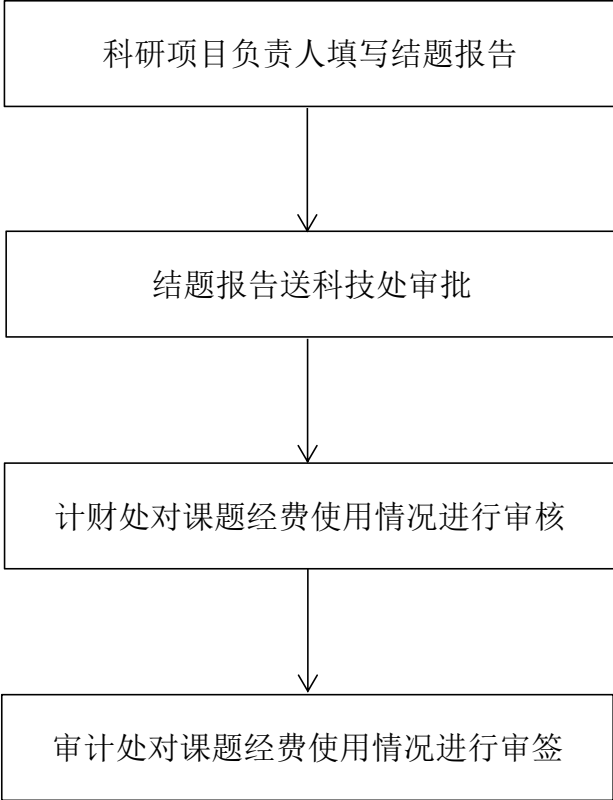 科研项目负责人填写结题报告
结题报告送科技处审批
计财处对课题经费使用情况进行审核
审计处对课题经费使用情况进行审签